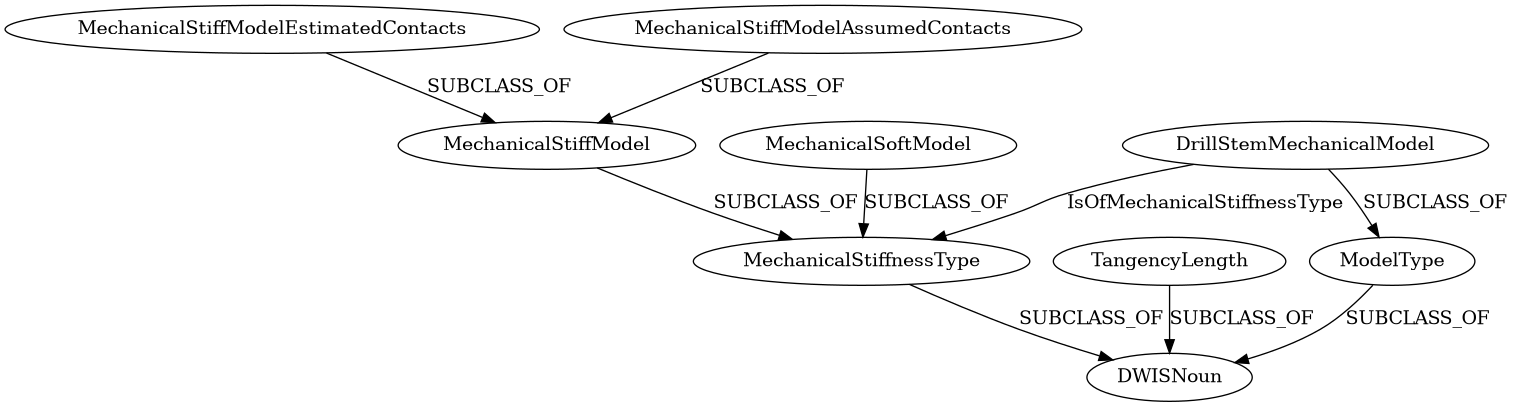 MechanicalStiffModelEstimatedContacts
MechanicalStiffModelAssumedContacts
SUBCLASS_OF
SUBCLASS_OF
MechanicalStiffModel
MechanicalSoftModel
DrillStemMechanicalModel
SUBCLASS_OF
SUBCLASS_OF
IsOfMechanicalStiffnessType
SUBCLASS_OF
MechanicalStiffnessType
TangencyLength
ModelType
SUBCLASS_OF
SUBCLASS_OF
SUBCLASS_OF
DWISNoun